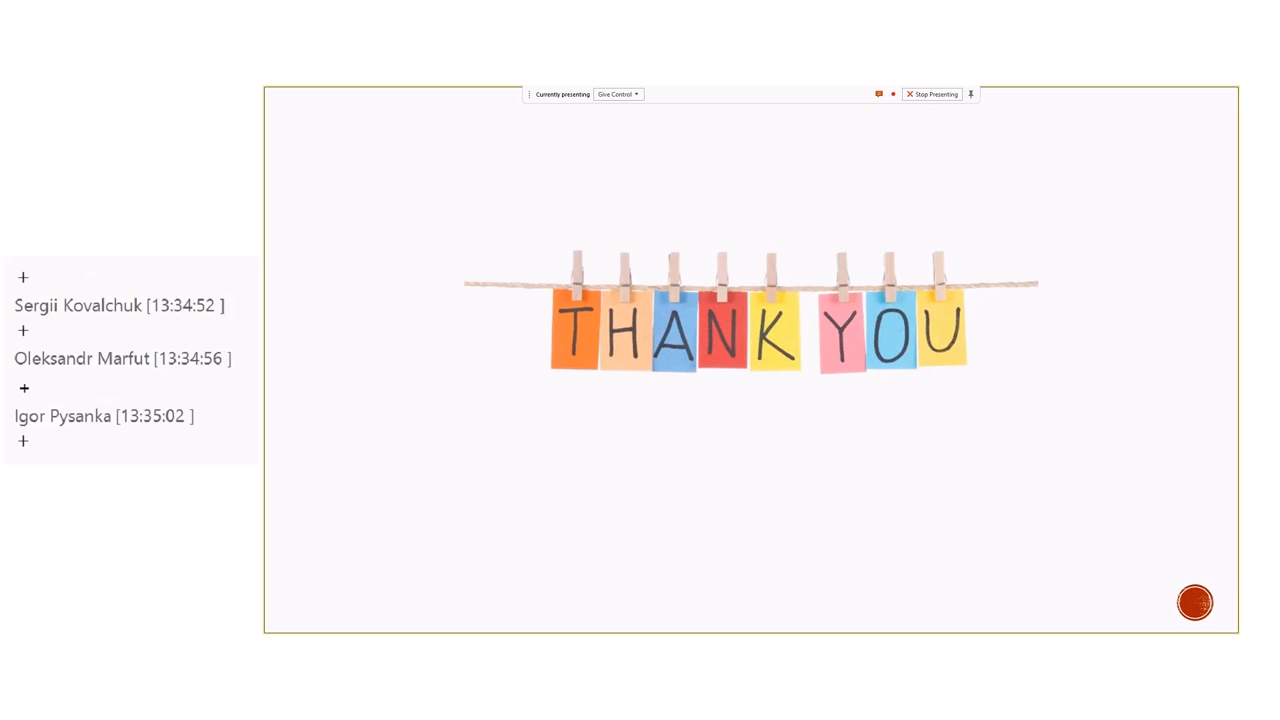 Currently presenting Give Control Stop Presenting
+
Sergii Kovalchuk [13:34:52 ]
+
Oleksandr Marfut [13:34:56 ]
+
Igor Pysanka [13:35:02 ]
+
THANK YOU